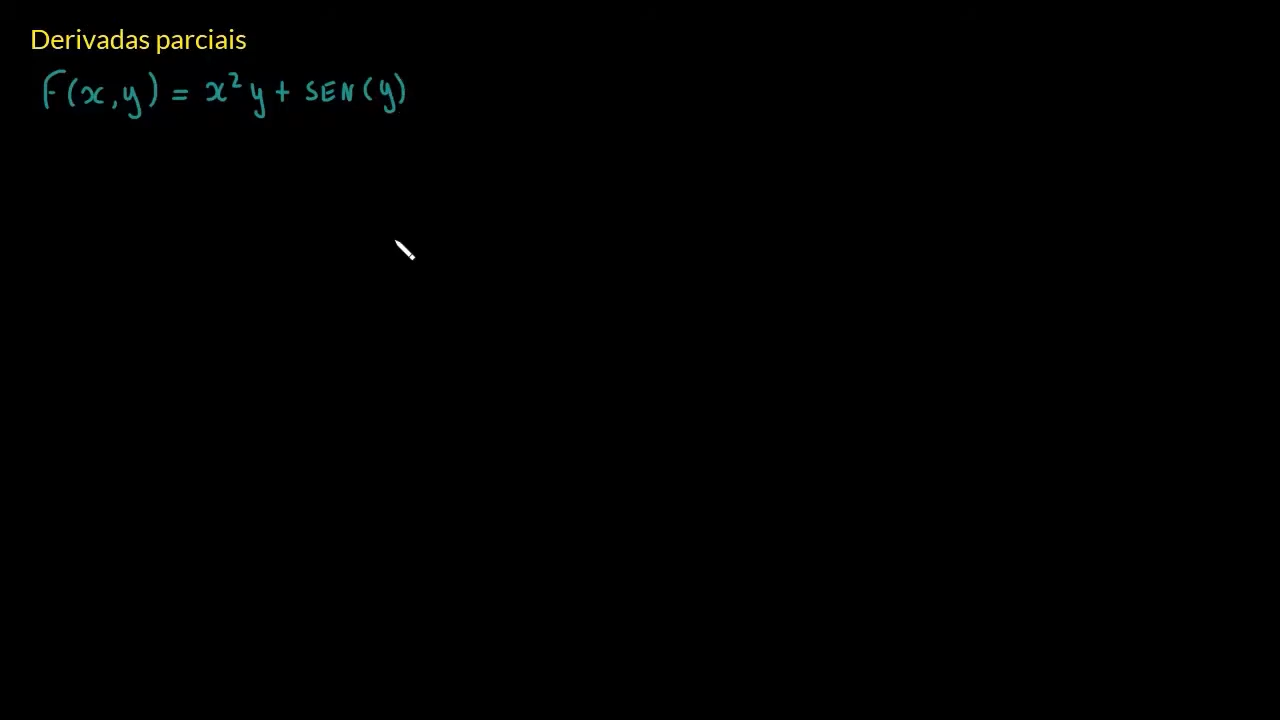 Derivadas parciais
F(x,y) = x²y + SEN(y)